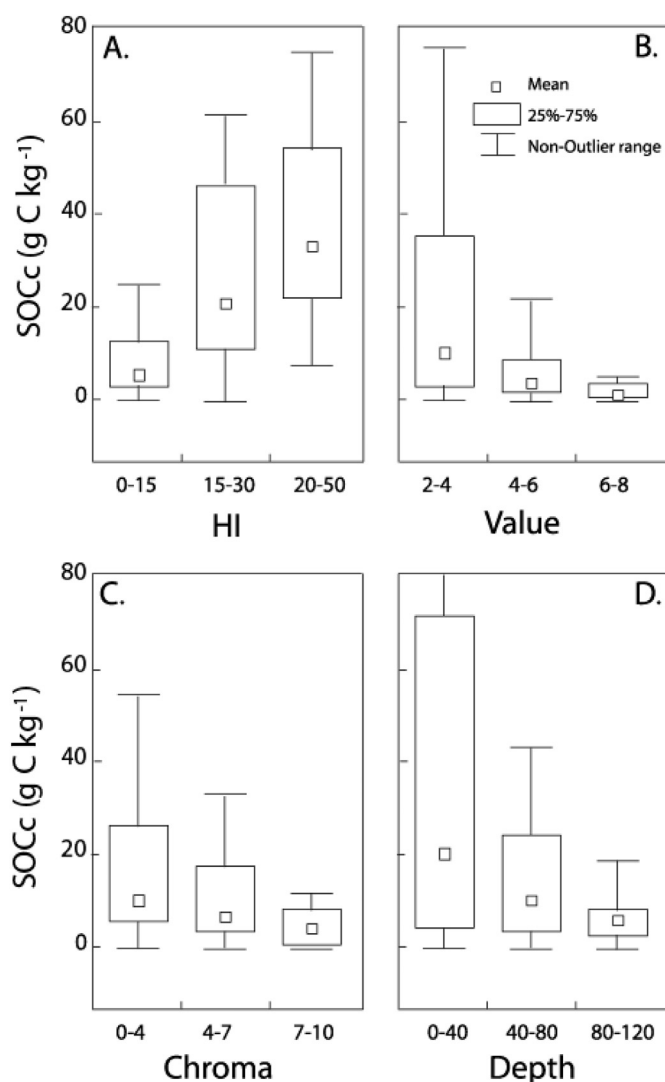 80
A.
B.
Mean
25%-75%
Non-Outlier range
60
40
20
0
SOCc (g C kg⁻¹)
0-15 15-30 20-50
HI
2-4 4-6 6-8
Value
80
C.
D.
60
40
20
0
SOCc (g C kg⁻¹)
0-4 4-7 7-10
Chroma
0-40 40-80 80-120
Depth